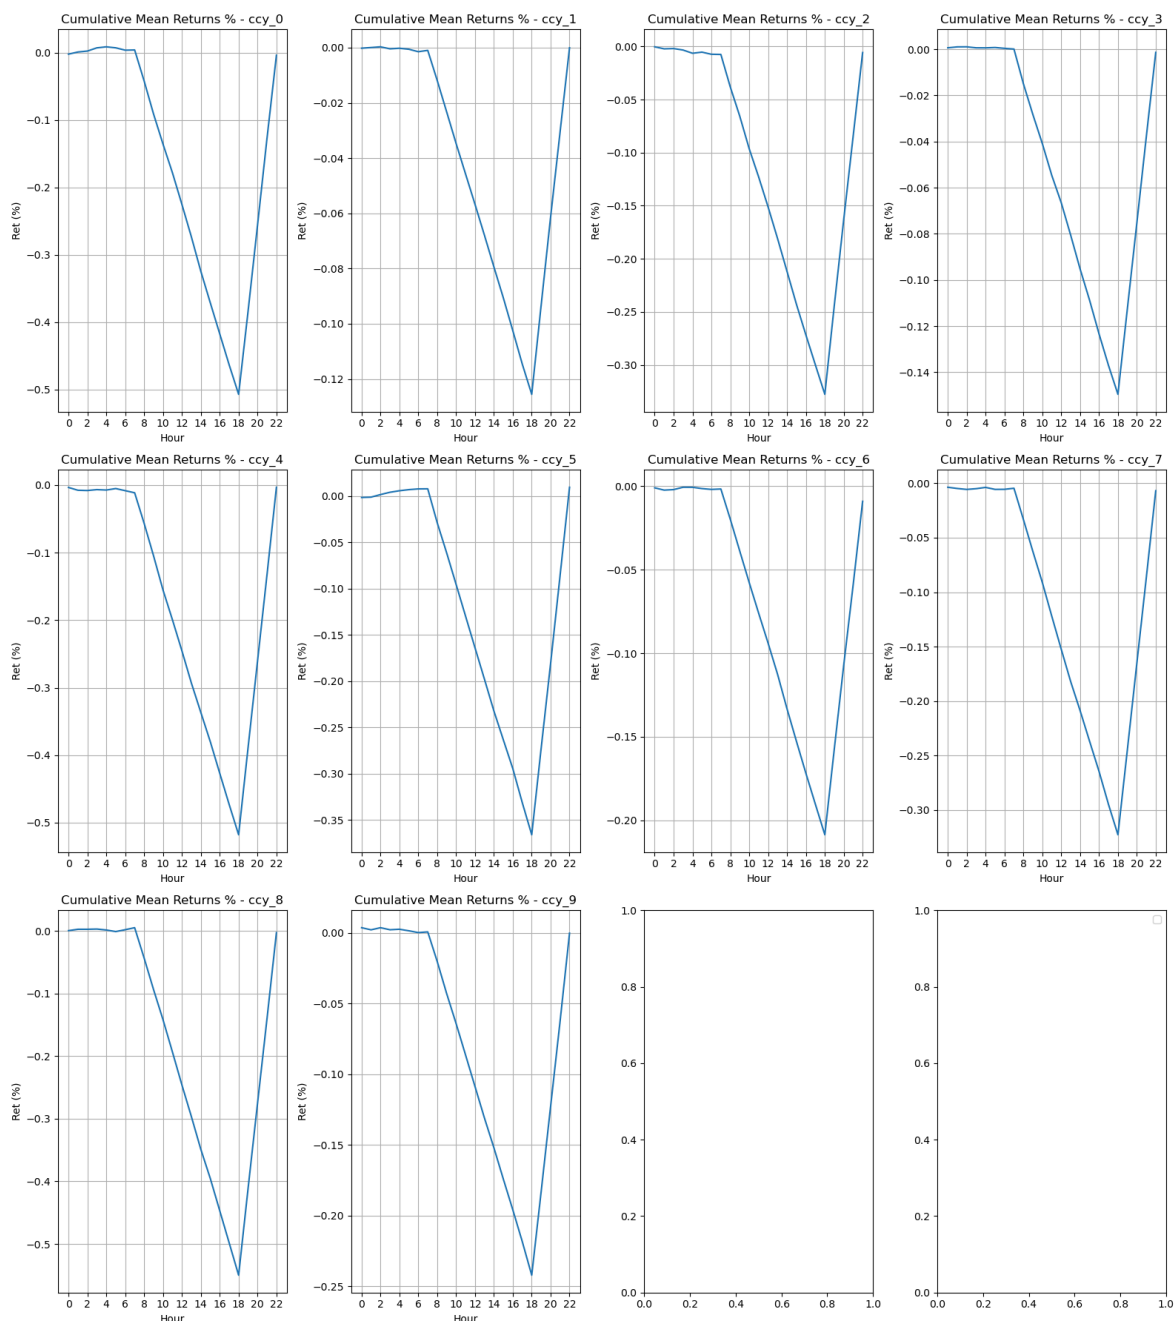 Cumulative Mean Returns % - ccy_0
Ret (%)
0.0
−0.1
−0.2
−0.3
−0.4
−0.5
0 2 4 6 8 10 12 14 16 18 20 22
Hour
Cumulative Mean Returns % - ccy_1
Ret (%)
0.00
−0.02
−0.04
−0.06
−0.08
−0.10
−0.12
0 2 4 6 8 10 12 14 16 18 20 22
Hour
Cumulative Mean Returns % - ccy_2
Ret (%)
0.00
−0.05
−0.10
−0.15
−0.20
−0.25
−0.30
0 2 4 6 8 10 12 14 16 18 20 22
Hour
Cumulative Mean Returns % - ccy_3
Ret (%)
0.00
−0.02
−0.04
−0.06
−0.08
−0.10
−0.12
−0.14
0 2 4 6 8 10 12 14 16 18 20 22
Hour
Cumulative Mean Returns % - ccy_4
Ret (%)
0.0
−0.1
−0.2
−0.3
−0.4
−0.5
0 2 4 6 8 10 12 14 16 18 20 22
Hour
Cumulative Mean Returns % - ccy_5
Ret (%)
0.00
−0.05
−0.10
−0.15
−0.20
−0.25
−0.30
−0.35
0 2 4 6 8 10 12 14 16 18 20 22
Hour
Cumulative Mean Returns % - ccy_6
Ret (%)
0.00
−0.05
−0.10
−0.15
−0.20
0 2 4 6 8 10 12 14 16 18 20 22
Hour
Cumulative Mean Returns % - ccy_7
Ret (%)
0.00
−0.05
−0.10
−0.15
−0.20
−0.25
−0.30
0 2 4 6 8 10 12 14 16 18 20 22
Hour
Cumulative Mean Returns % - ccy_8
Ret (%)
0.0
−0.1
−0.2
−0.3
−0.4
−0.5
0 2 4 6 8 10 12 14 16 18 20 22
Hour
Cumulative Mean Returns % - ccy_9
Ret (%)
0.00
−0.05
−0.10
−0.15
−0.20
−0.25
0 2 4 6 8 10 12 14 16 18 20 22
Hour
1.0
0.8
0.6
0.4
0.2
0.0
0.0 0.2 0.4 0.6 0.8 1.0
1.0
0.8
0.6
0.4
0.2
0.0
0.0 0.2 0.4 0.6 0.8 1.0